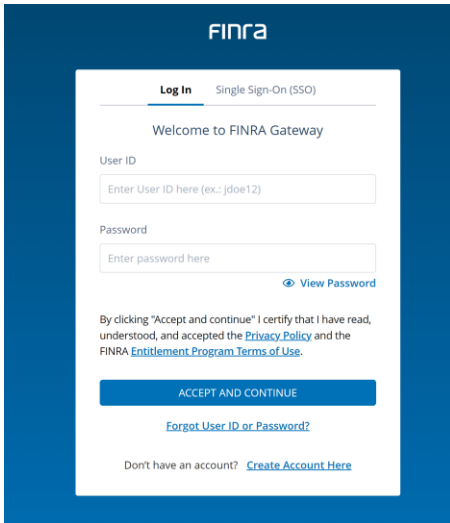 FINRA
Log In Single Sign-On (SSO)
Welcome to FINRA Gateway
User ID
Enter User ID here (ex.: jdoe12)
Password
Enter password here
View Password
By clicking "Accept and continue" I certify that I have read,
understood, and accepted the Privacy Policy and the
FINRA Entitlement Program Terms of Use.
ACCEPT AND CONTINUE
Forgot User ID or Password?
Don't have an account? Create Account Here